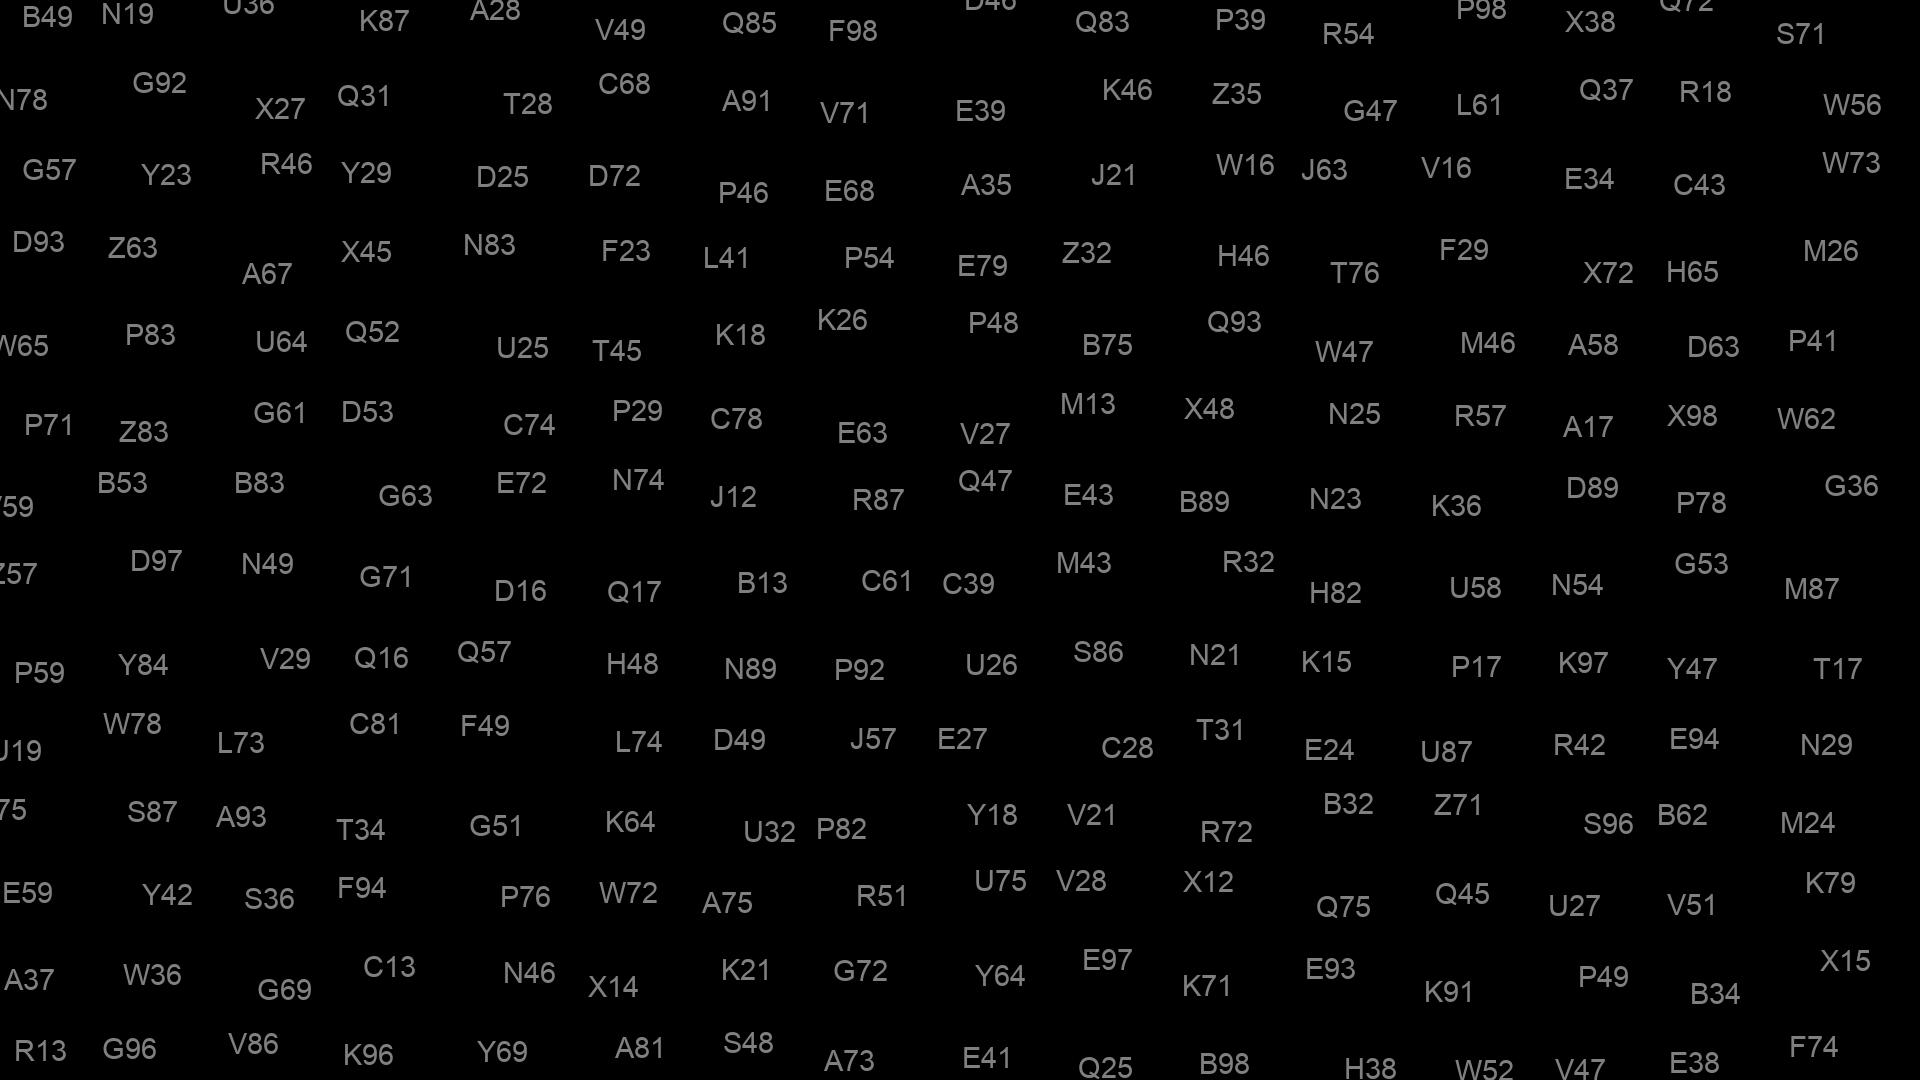 B49 N19 U36 K87 A28 V49 Q85 F98 D46 Q83 P39 R54 P98 X38 Q72 S71
N78 G92 X27 Q31 T28 C68 A91 V71 E39 K46 Z35 G47 L61 Q37 R18 W56
G57 Y23 R46 Y29 D25 D72 P46 E68 A35 J21 W16 J63 V16 E34 C43 W73
D93 Z63 A67 X45 N83 F23 L41 P54 E79 Z32 H46 T76 F29 X72 H65 M26
W65 P83 U64 Q52 U25 T45 K18 K26 P48 B75 Q93 W47 M46 A58 D63 P41
P71 Z83 G61 D53 C74 P29 C78 E63 V27 M13 X48 N25 R57 A17 X98 W62
59 B53 B83 G63 E72 N74 J12 R87 Q47 E43 B89 N23 K36 D89 P78 G36
Z57 D97 N49 G71 D16 Q17 B13 C61 C39 M43 R32 H82 U58 N54 G53 M87
P59 Y84 V29 Q16 Q57 H48 N89 P92 U26 S86 N21 K15 P17 K97 Y47 T17
19 W78 L73 C81 F49 L74 D49 J57 E27 C28 T31 E24 U87 R42 E94 N29
75 S87 A93 T34 G51 K64 U32 P82 Y18 V21 R72 B32 Z71 S96 B62 M24
E59 Y42 S36 F94 P76 W72 A75 R51 U75 V28 X12 Q75 Q45 U27 V51 K79
A37 W36 G69 C13 N46 X14 K21 G72 Y64 E97 K71 E93 K91 P49 B34 X15
R13 G96 V86 K96 Y69 A81 S48 A73 E41 Q25 B98 H38 W52 V47 E38 F74